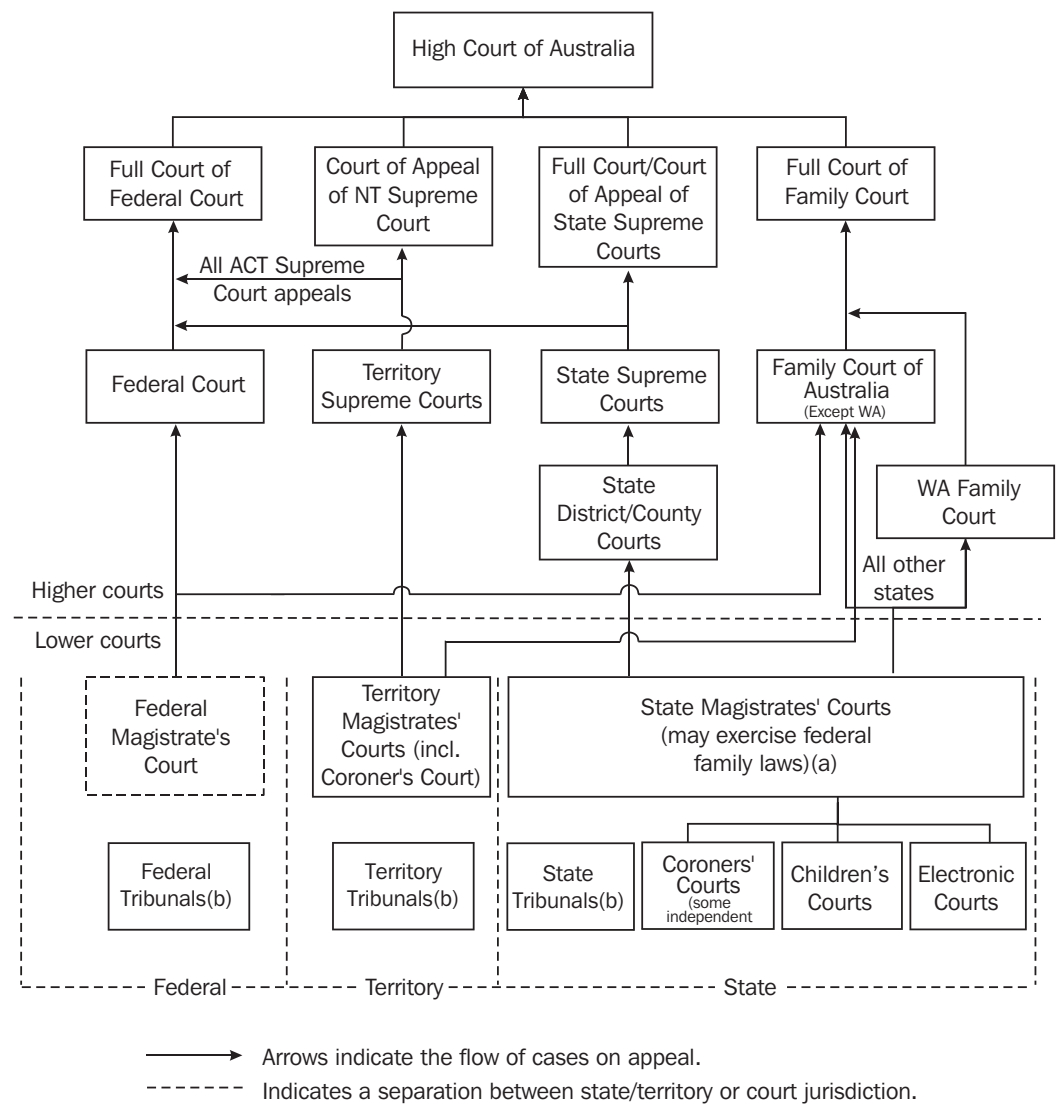 High Court of Australia
Full Court of
Federal Court
Court of Appeal
of NT Supreme
Court
Full Court/Court
of Appeal of
State Supreme
Courts
Full Court of
Family Court
All ACT Supreme
Court appeals
Federal Court
Territory
Supreme Courts
State Supreme
Courts
Family Court of
Australia
(Except WA)
State
District/County
Courts
WA Family
Court
All other
states
Higher courts
Lower courts
Federal
Magistrate's
Court
Territory
Magistrates'
Courts (incl.
Coroner's Court)
State Magistrates' Courts
(may exercise federal
family laws)(a)
Federal
Tribunals(b)
Territory
Tribunals(b)
State
Tribunals(b)
Coroners'
Courts
(some
independent
Children's
Courts
Electronic
Courts
Federal
Territory
State
Arrows indicate the flow of cases on appeal.
Indicates a separation between state/territory or court jurisdiction.